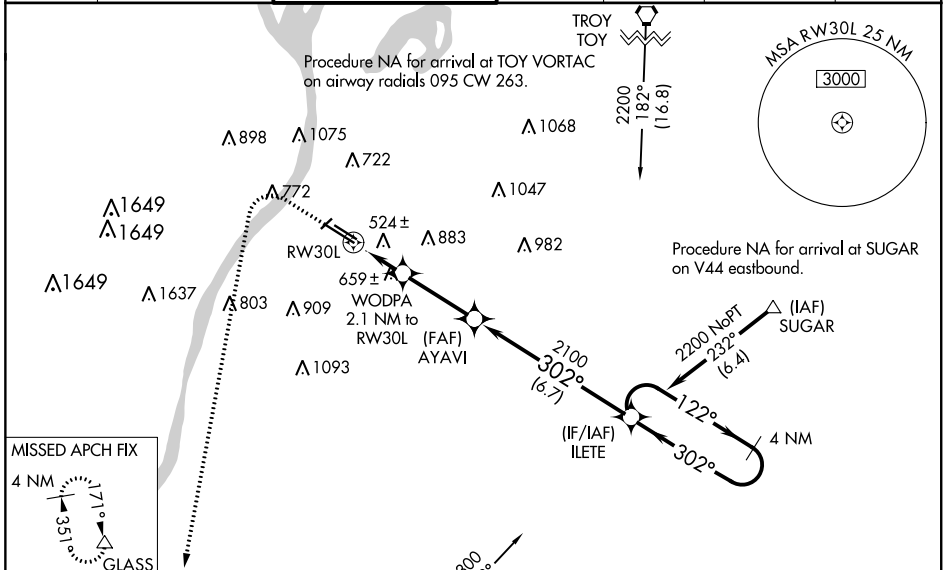 TROY
TOY
Procedure NA for arrival at TOY VORTAC
on airway radials 095 CW 263.
2200
182°
(16.8)
MSA RW30L 25 NM
3000
898
1075
722
1068
772
1047
1649
1649
524±
883
982
RW30L
659±
Procedure NA for arrival at SUGAR
on V44 eastbound.
1649
1637
803
909
WODPA
2.1 NM to
RW30L
(FAF)
AYAVI
(IAF)
SUGAR
2200 NoPT
232°
(6.4)
2100
302°
(6.7)
1093
122°
4 NM
302°
(IF/IAF)
ILETE
MISSED APCH FIX
4 NM
171°
351°
GLASS